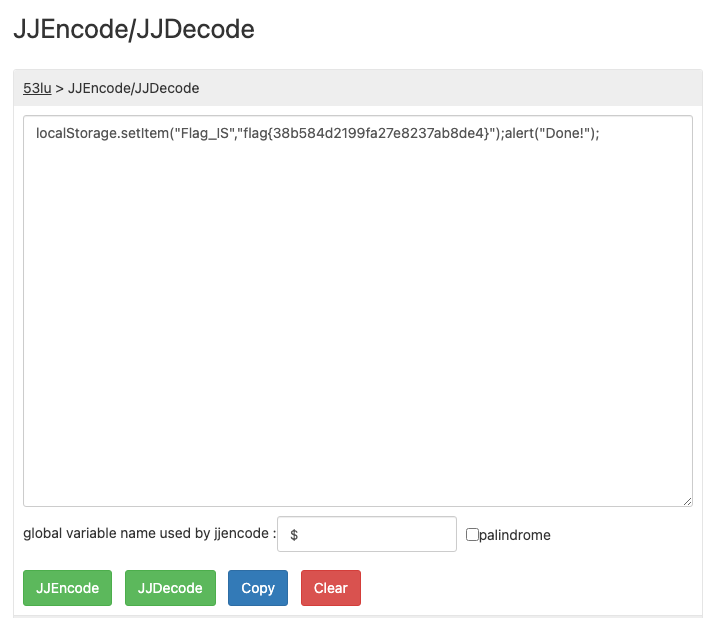 JJEncode/JJDecode
53lu > JJEncode/JJDecode
localStorage.setItem("Flag_IS","flag{38b584d2199fa27e8237ab8de4}");alert("Done!");
global variable name used by jjencode : $ palindrome
JJEncode JJDecode Copy Clear